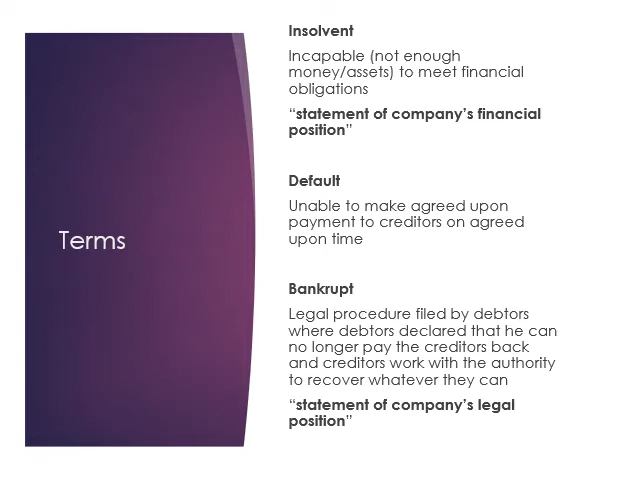 Terms
Insolvent
Incapable (not enough
money/assets) to meet financial
obligations
“statement of company’s financial
position”
Default
Unable to make agreed upon
payment to creditors on agreed
upon time
Bankrupt
Legal procedure filed by debtors
where debtors declared that he can
no longer pay the creditors back
and creditors work with the authority
to recover whatever they can
“statement of company’s legal
position”